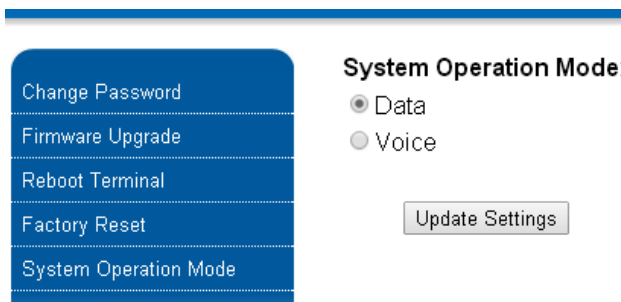 Change Password
Firmware Upgrade
Reboot Terminal
Factory Reset
System Operation Mode
System Operation Mode:
Data
Voice
Update Settings